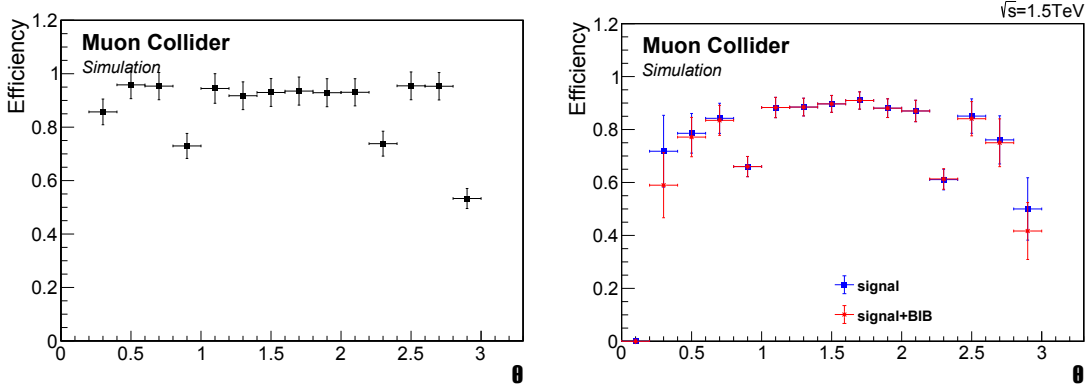 Efficiency
1.2
1
0.8
0.6
0.4
0.2
0
Muon Collider
Simulation
0 0.5 1 1.5 2 2.5 3
θ
√s=1.5TeV
Efficiency
1.2
1
0.8
0.6
0.4
0.2
0
Muon Collider
Simulation
signal
signal+BIB
0 0.5 1 1.5 2 2.5 3
θ